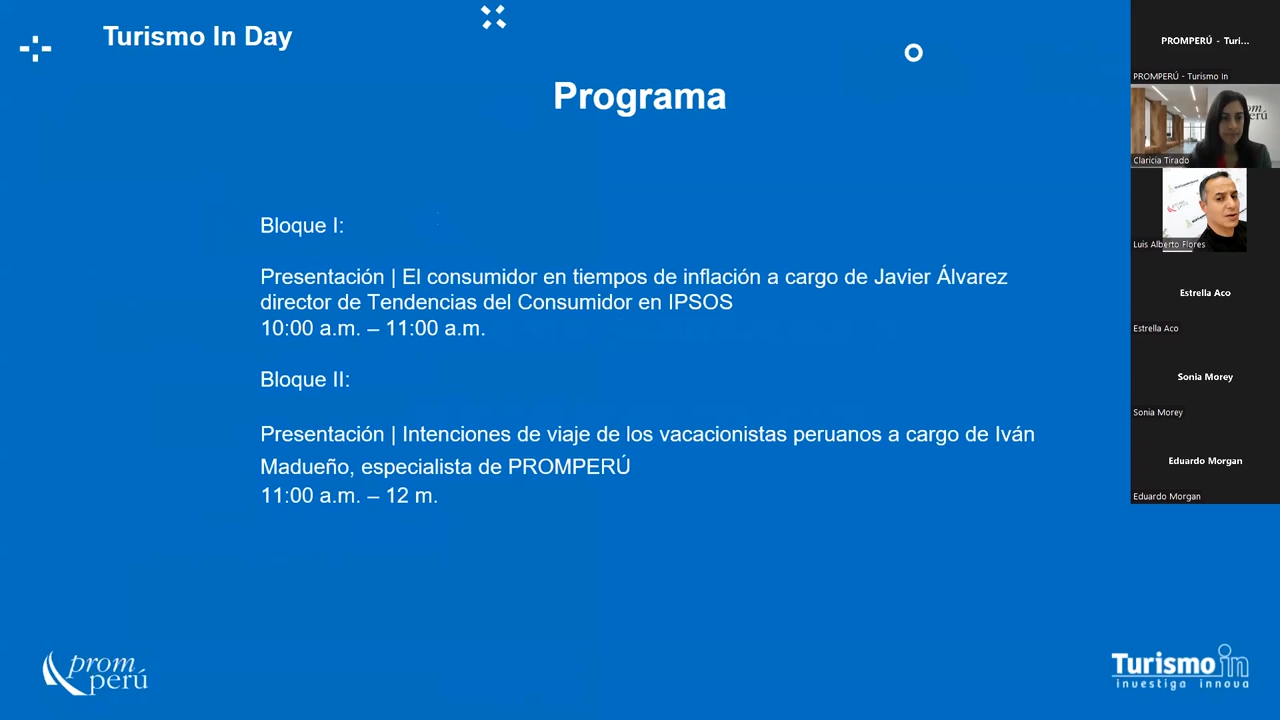 Turismo In Day
Programa
Bloque I:
Presentación | El consumidor en tiempos de inflación a cargo de Javier Álvarez
director de Tendencias del Consumidor en IPSOS
10:00 a.m. – 11:00 a.m.
Bloque II:
Presentación | Intenciones de viaje de los vacacionistas peruanos a cargo de Iván
Madueño, especialista de PROMPERÚ
11:00 a.m. – 12 m.
prom
perú
Turismo in
investiga innova
PROMPERÚ - Turi...
PROMPERÚ - Turismo In
prom
perú
Claricia Tirado
Luis Alberto Flores
Estrella Aco
Estrella Aco
Sonia Morey
Sonia Morey
Eduardo Morgan
Eduardo Morgan